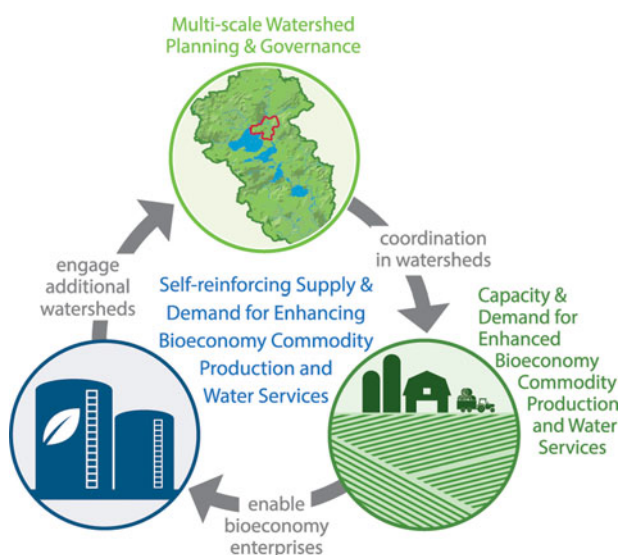 Multi-scale Watershed
Planning & Governance
coordination
in watersheds
engage
additional
watersheds
Self-reinforcing Supply &
Demand for Enhancing
Bioeconomy Commodity
Production and
Water Services
Capacity &
Demand for
Enhanced
Bioeconomy
Commodity
Production
and Water
Services
enable
bioeconomy
enterprises